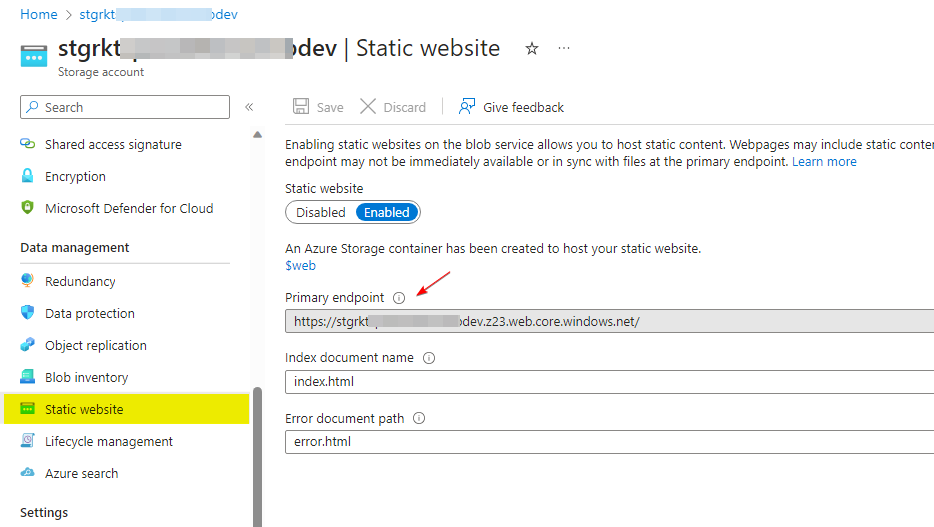 Home > stgrkt dev
stgrkt dev | Static website
Storage account
Search
«
Save Discard Give feedback
Shared access signature
Encryption
Microsoft Defender for Cloud
Data management
Redundancy
Data protection
Object replication
Blob inventory
Static website
Lifecycle management
Azure search
Settings
Enabling static websites on the blob service allows you to host static content. Webpages may include static
endpoint may not be immediately available or in sync with files at the primary endpoint. Learn more
Static website
Disabled Enabled
An Azure Storage container has been created to host your static website.
$web
Primary endpoint
https://stgrkt dev.z23.web.core.windows.net/
Index document name
index.html
Error document path
error.html